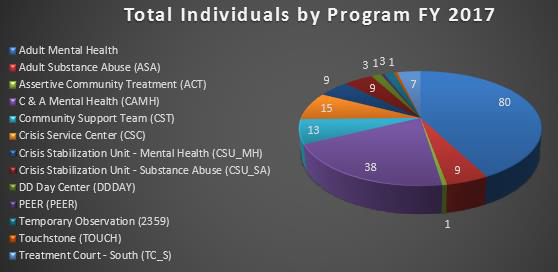 Total Individuals by Program FY 2017
Adult Mental Health
Adult Substance Abuse (ASA)
Assertive Community Treatment (ACT)
C & A Mental Health (CAMH)
Community Support Team (CST)
Crisis Service Center (CSC)
Crisis Stabilization Unit - Mental Health (CSU_MH)
Crisis Stabilization Unit - Substance Abuse (CSU_SA)
DD Day Center (DDDAY)
PEER (PEER)
Temporary Observation (2359)
Touchstone (TOUCH)
Treatment Court - South (TC_S)
80
9
1
38
13
15
9
9
3
1
3
1
7